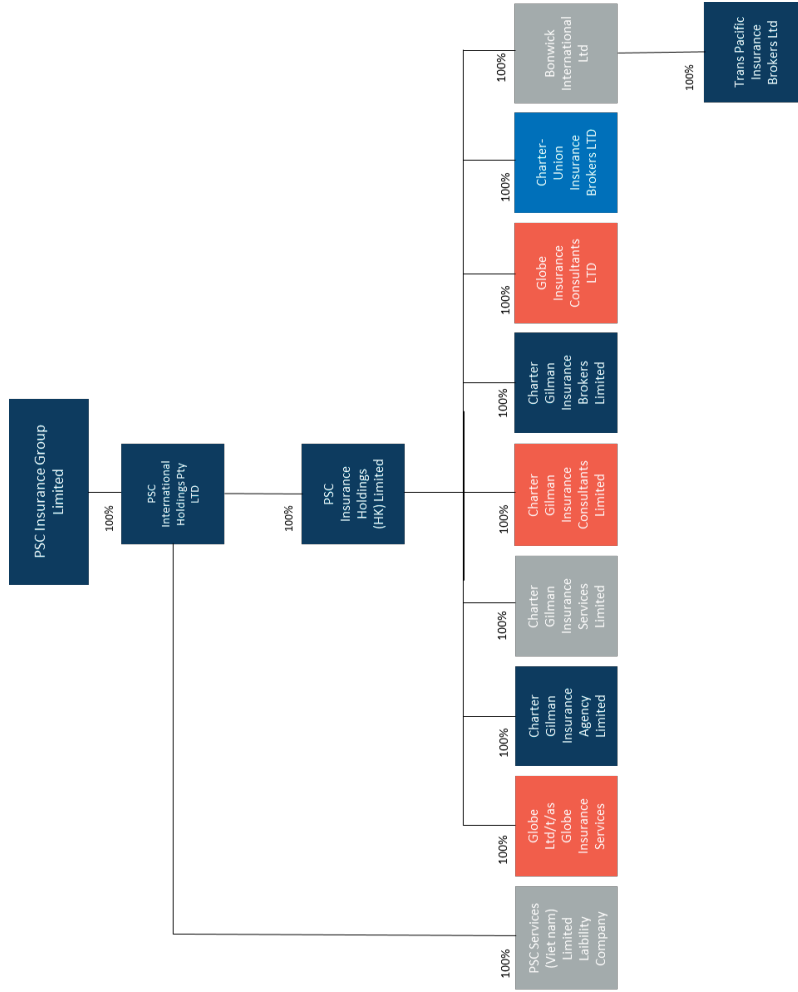 PSC Insurance Group
Limited
100%
PSC
International
Holdings Pty
LTD
100%
PSC
Insurance
Holdings
(HK) Limited
100%
PSC Services
(Viet nam)
Limited
Laibility
Company
100%
Globe
Ltd/t/as
Globe
Insurance
Services
100%
Charter
Gilman
Insurance
Agency
Limited
100%
Charter
Gilman
Insurance
Services
Limited
100%
Charter
Gilman
Insurance
Consultants
Limited
100%
Charter
Gilman
Insurance
Brokers
Limited
100%
Globe
Insurance
Consultants
LTD
100%
Charter-
Union
Insurance
Brokers LTD
100%
Bonwick
International
Ltd
100%
Trans Pacific
Insurance
Brokers Ltd